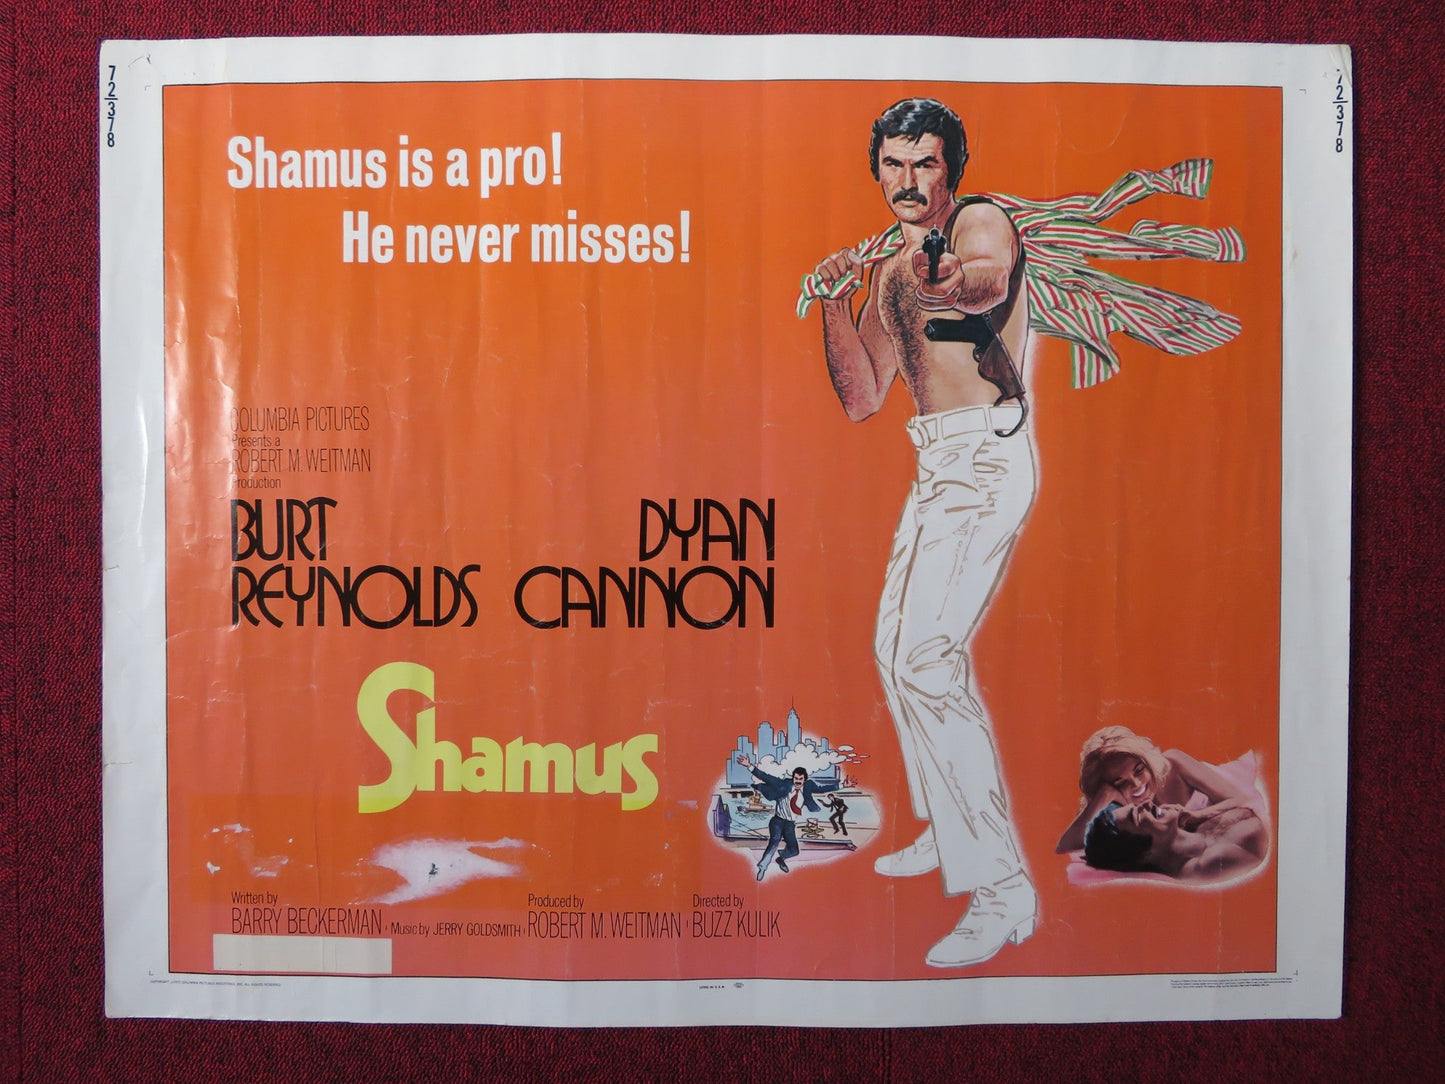 72/378
72/378
Shamus is a pro!
He never misses!
COLUMBIA PICTURES
Presents a
ROBERT M. WEITMAN
Production
BURT DYAN
REYNOLDS CANNON
Shamus
Written by
BARRY BECKERMAN
Music by JERRY GOLDSMITH
Produced by
ROBERT M. WEITMAN
Directed by
BUZZ KULIK